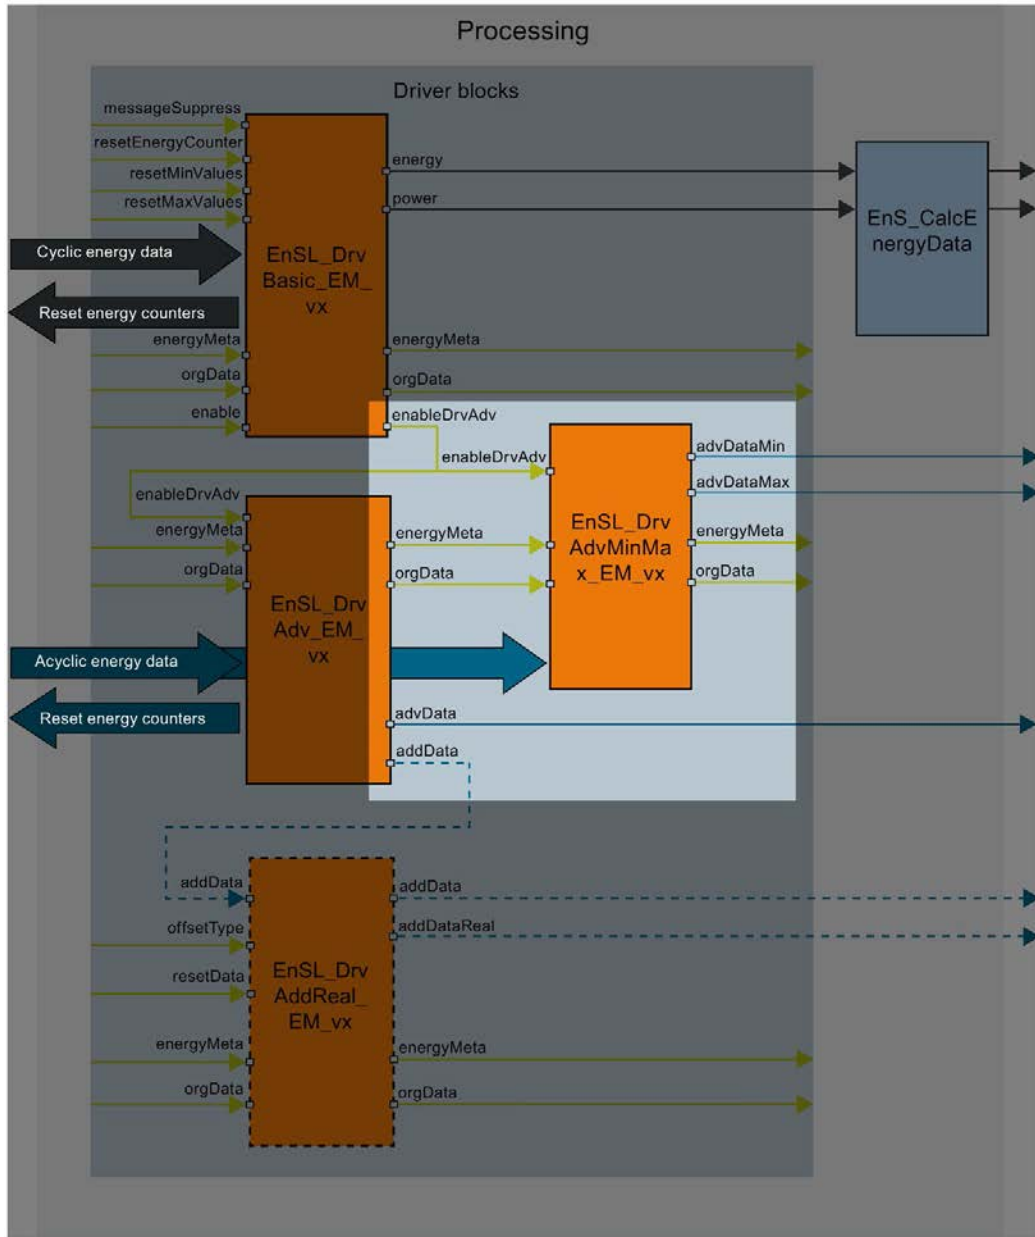 Processing
Driver blocks
messageSuppress
resetEnergyCounter
resetMinValues
resetMaxValues
Cyclic energy data
Reset energy counters
energyMeta
orgData
enable
EnSL_Drv
Basic_EM_
vx
energy
power
energyMeta
orgData
enableDrvAdv
EnS_CalcE
nergyData
enableDrvAdv
enableDrvAdv
energyMeta
orgData
EnSL_Drv
Adv_EM_
vx
energyMeta
orgData
EnSL_Drv
AdvMinMa
x_EM_vx
advDataMin
advDataMax
energyMeta
orgData
Acyclic energy data
Reset energy counters
advData
addData
addData
offsetType
resetData
energyMeta
orgData
EnSL_Drv
AddReal_
EM_vx
addData
addDataReal
energyMeta
orgData